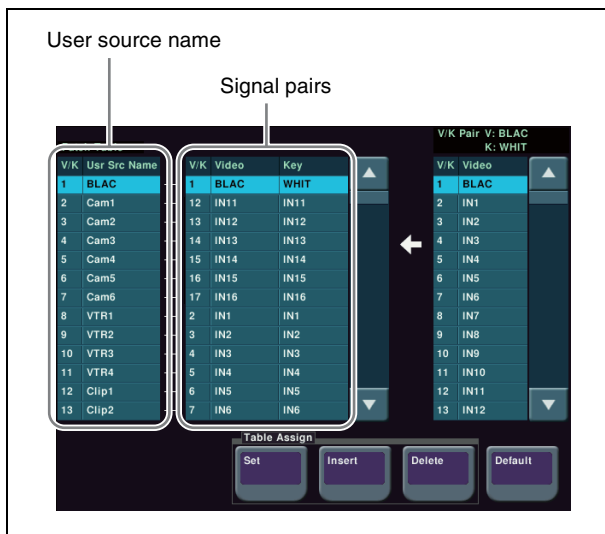 User source name
Signal pairs
V/K Pair V: BLAC
K: WHIT
V/K Usr Src Name V/K Video Key V/K Video
1 BLAC 1 BLAC WHIT 1 BLAC
2 Cam1 12 IN11 IN11 2 IN1
3 Cam2 13 IN12 IN12 3 IN2
4 Cam3 14 IN13 IN13 4 IN3
5 Cam4 15 IN14 IN14 5 IN4
6 Cam5 16 IN15 IN15 6 IN5
7 Cam6 17 IN16 IN16 7 IN6
8 VTR1 2 IN1 IN1 8 IN7
9 VTR2 3 IN2 IN2 9 IN8
10 VTR3 4 IN3 IN3 10 IN9
11 VTR4 5 IN4 IN4 11 IN10
12 Clip1 6 IN5 IN5 12 IN11
13 Clip2 7 IN6 IN6 13 IN12
Table Assign
Set Insert Delete Default